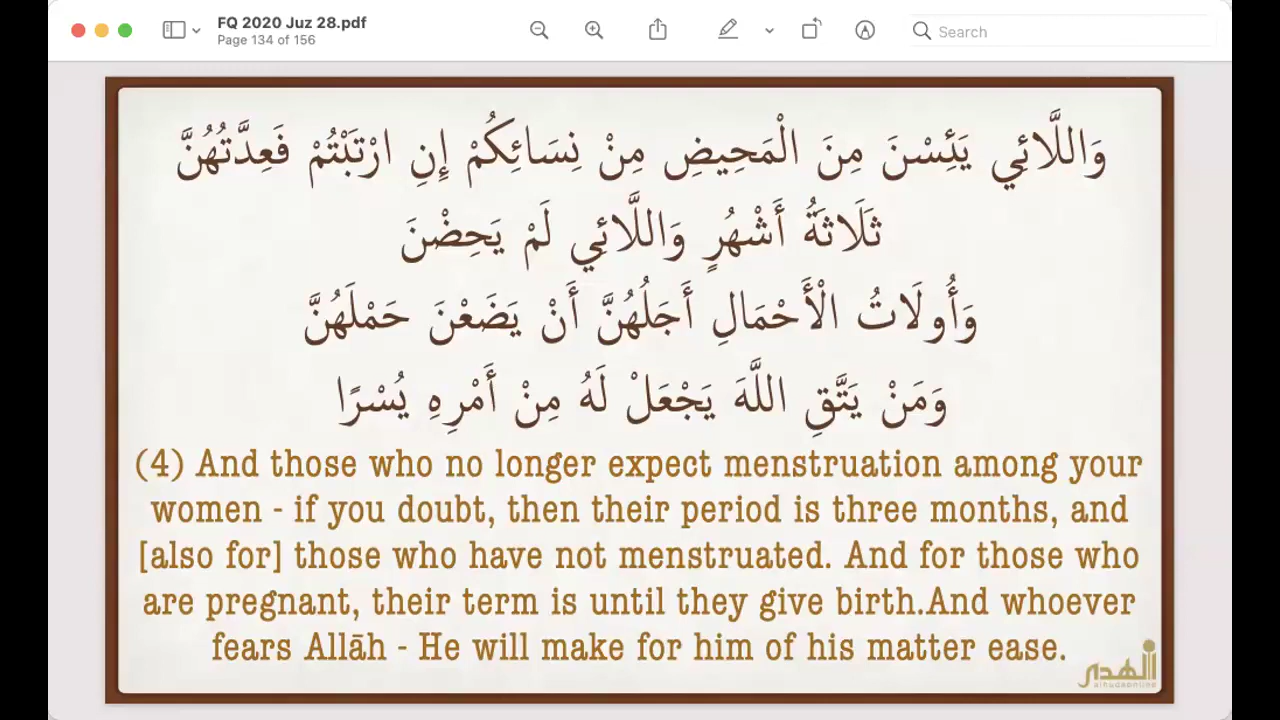 FQ 2020 Juz 28.pdf
Page 134 of 156
Search
وَاللَّائِي يَئِسْنَ مِنَ الْمَحِيضِ مِنْ نِسَائِكُمْ إِنِ ارْتَبْتُمْ فَعِدَّتُهُنَّ
ثَلَاثَةُ أَشْهُرٍ وَاللَّائِي لَمْ يَحِضْنَ
وَأُولَاتُ الْأَحْمَالِ أَجَلُهُنَّ أَنْ يَضَعْنَ حَمْلَهُنَّ
وَمَنْ يَتَّقِ اللَّهَ يَجْعَلْ لَهُ مِنْ أَمْرِهِ يُسْرًا
(4) And those who no longer expect menstruation among your
women - if you doubt, then their period is three months, and
[also for] those who have not menstruated. And for those who
are pregnant, their term is until they give birth.And whoever
fears Allāh - He will make for him of his matter ease.
الهدى
alhudaonline